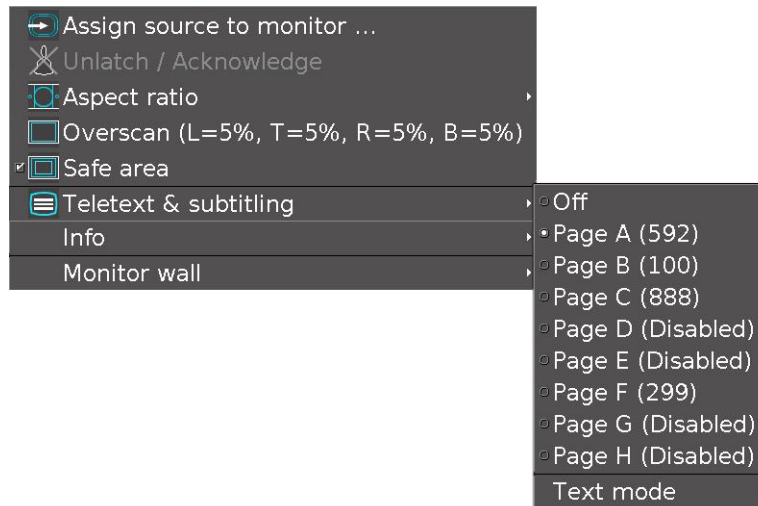 Assign source to monitor ...
Unlatch / Acknowledge
Aspect ratio
Overscan (L=5%, T=5%, R=5%, B=5%)
Safe area
Teletext & subtitling
Info
Monitor wall
Off
Page A (592)
Page B (100)
Page C (888)
Page D (Disabled)
Page E (Disabled)
Page F (299)
Page G (Disabled)
Page H (Disabled)
Text mode